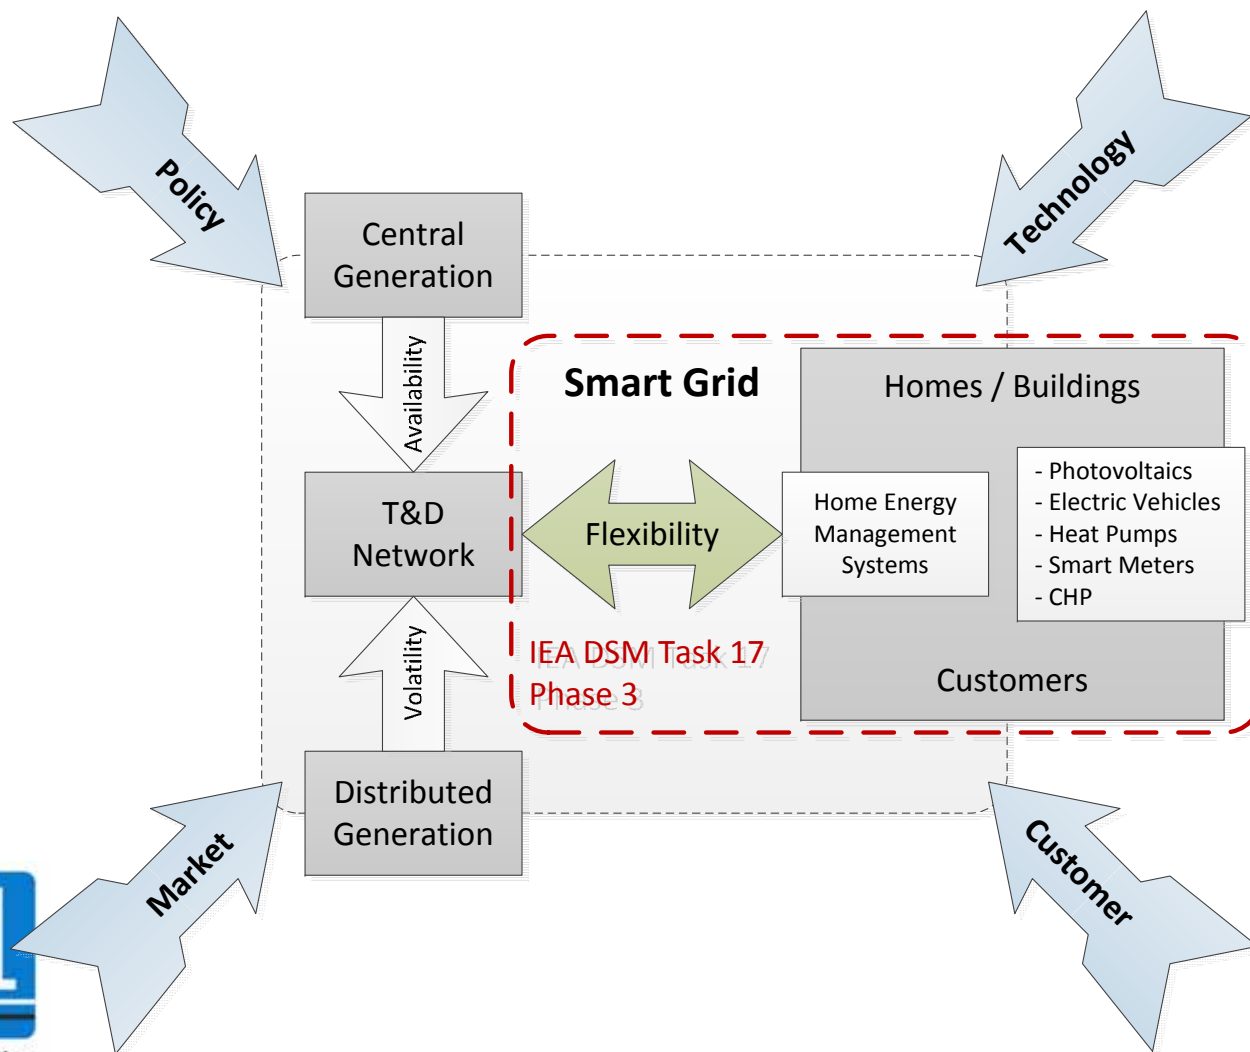 Policy
Technology
Central
Generation
Availability
Smart Grid
Homes / Buildings
T&D
Network
Flexibility
Home Energy
Management
Systems
- Photovoltaics
- Electric Vehicles
- Heat Pumps
- Smart Meters
- CHP
Volatility
IEA DSM Task 17
Phase 3
Customers
Distributed
Generation
Market
Customer